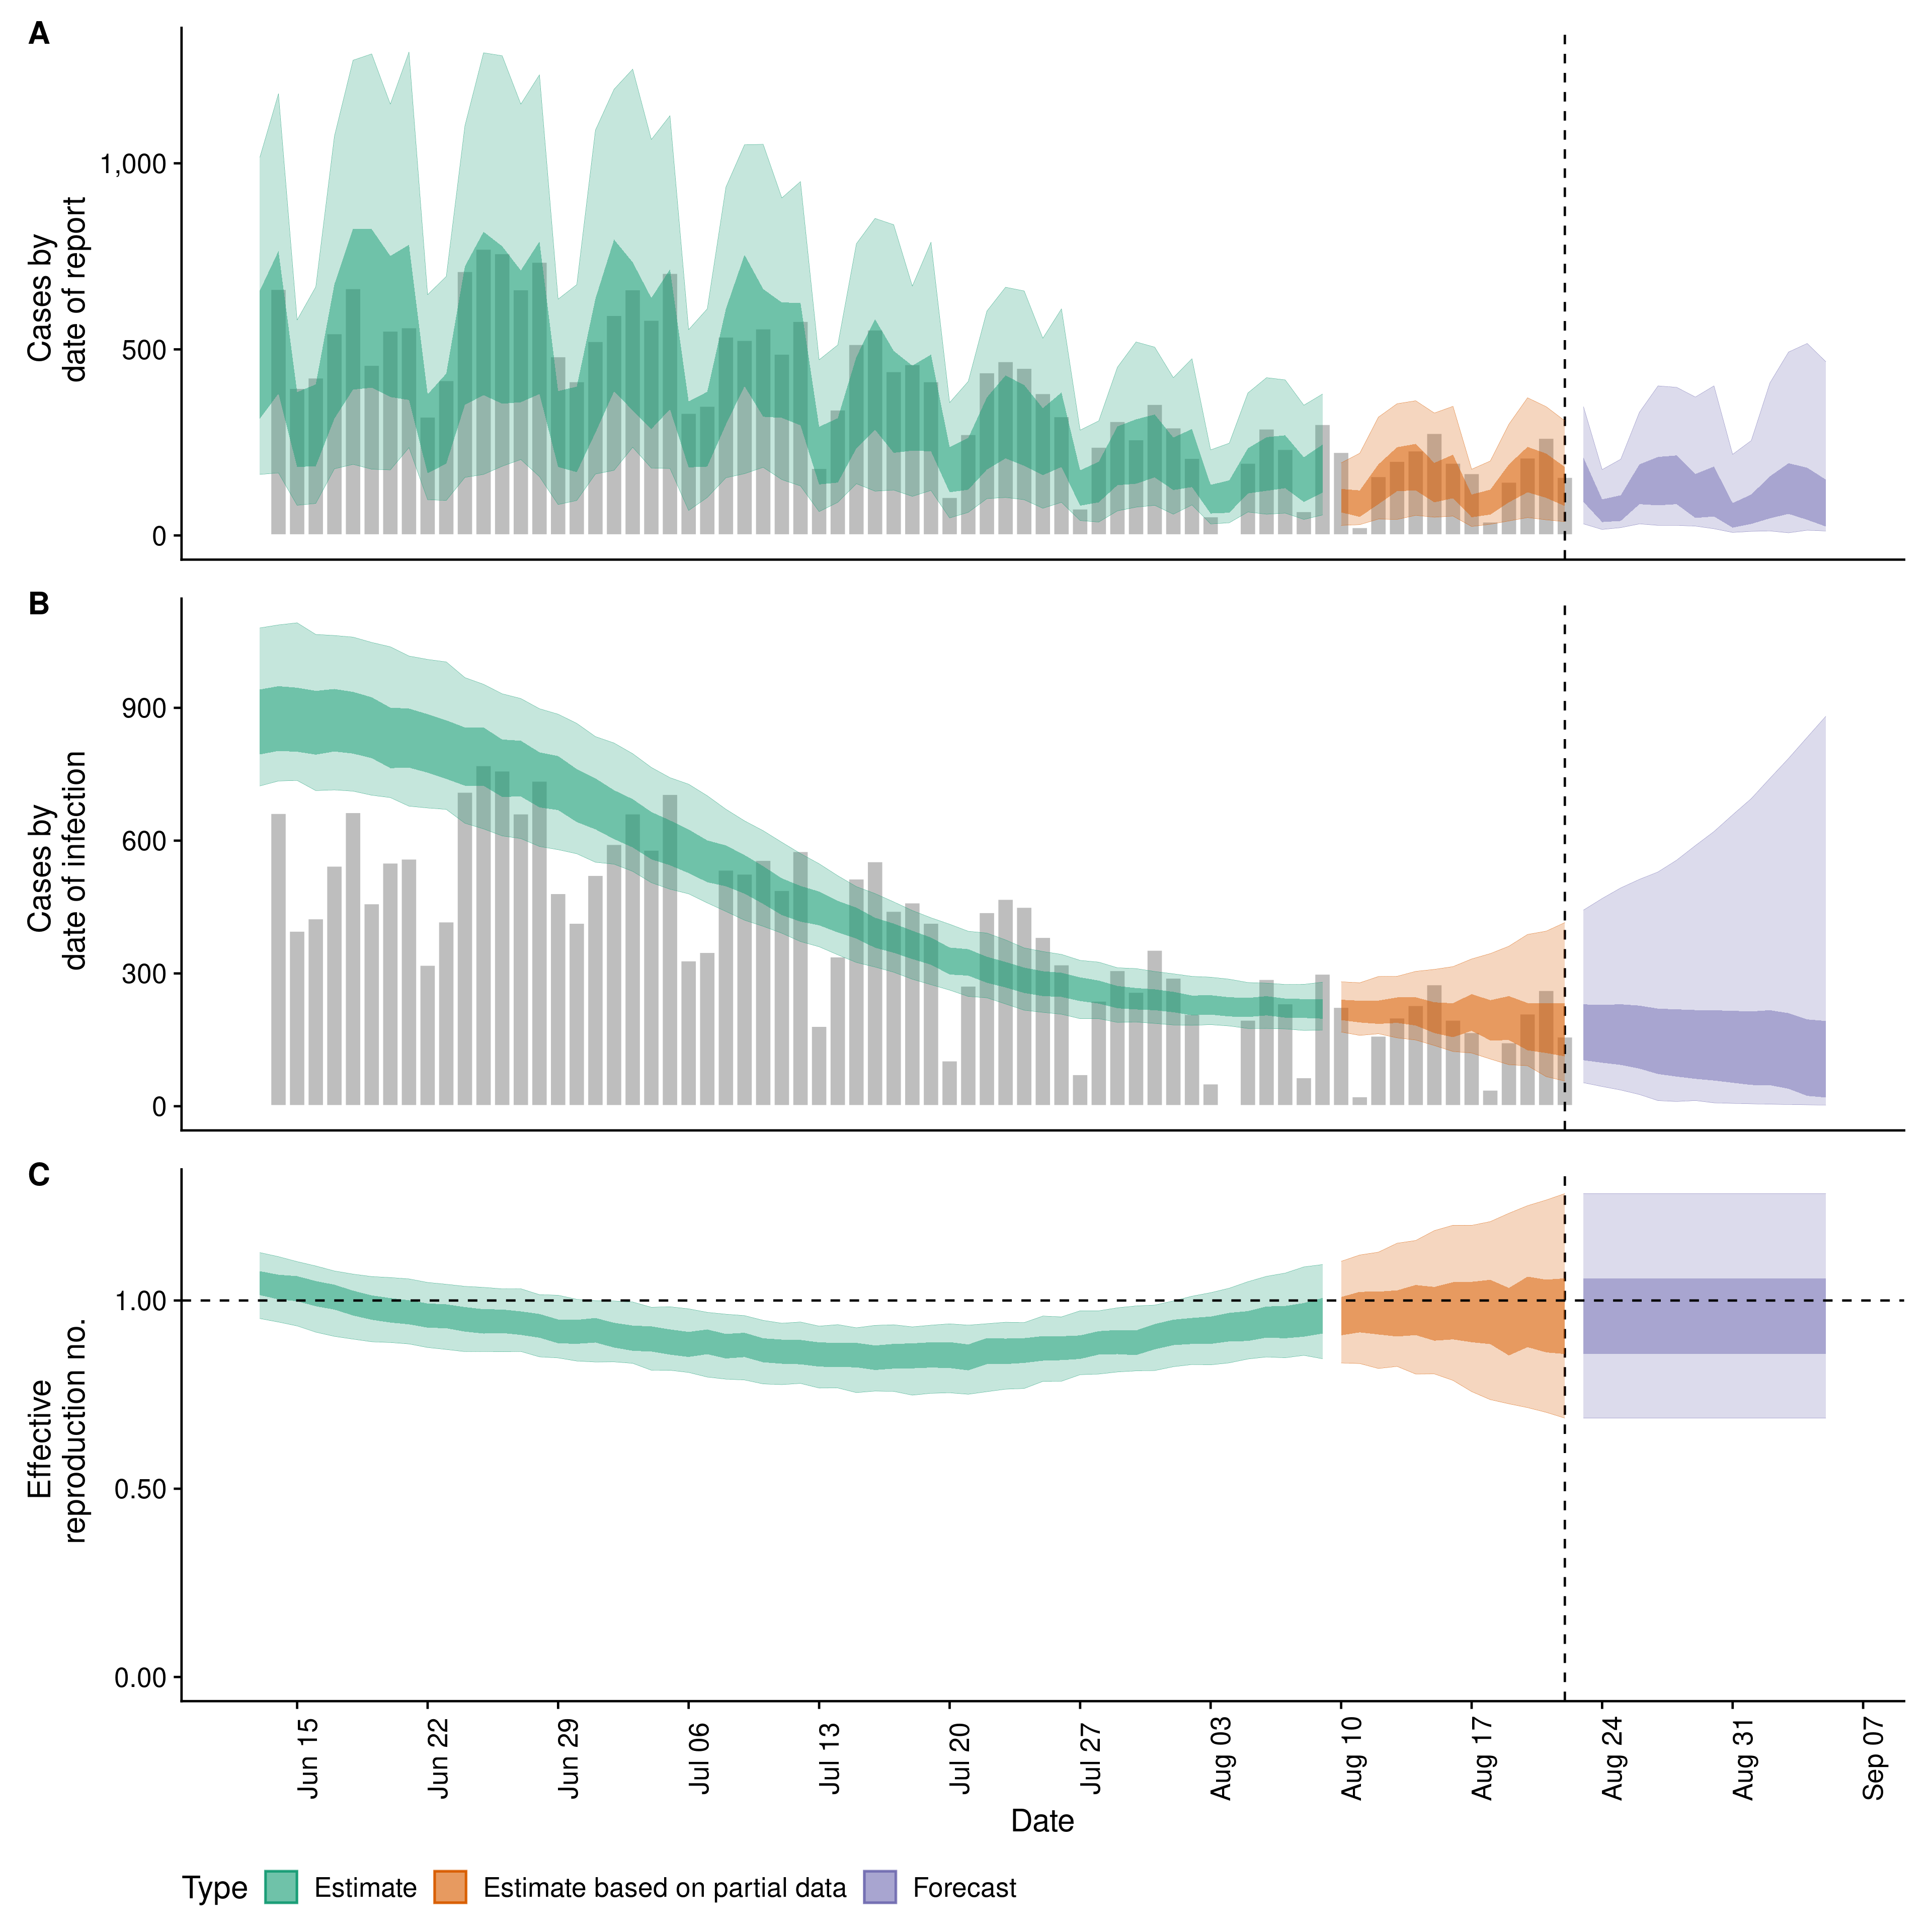 A
Cases by
date of report
1,000
500
0
B
Cases by
date of infection
900
600
300
0
C
Effective
reproduction no.
1.00
0.50
0.00
Jun 15
Jun 22
Jun 29
Jul 06
Jul 13
Jul 20
Jul 27
Aug 03
Aug 10
Aug 17
Aug 24
Aug 31
Sep 07
Date
Type Estimate Estimate based on partial data Forecast